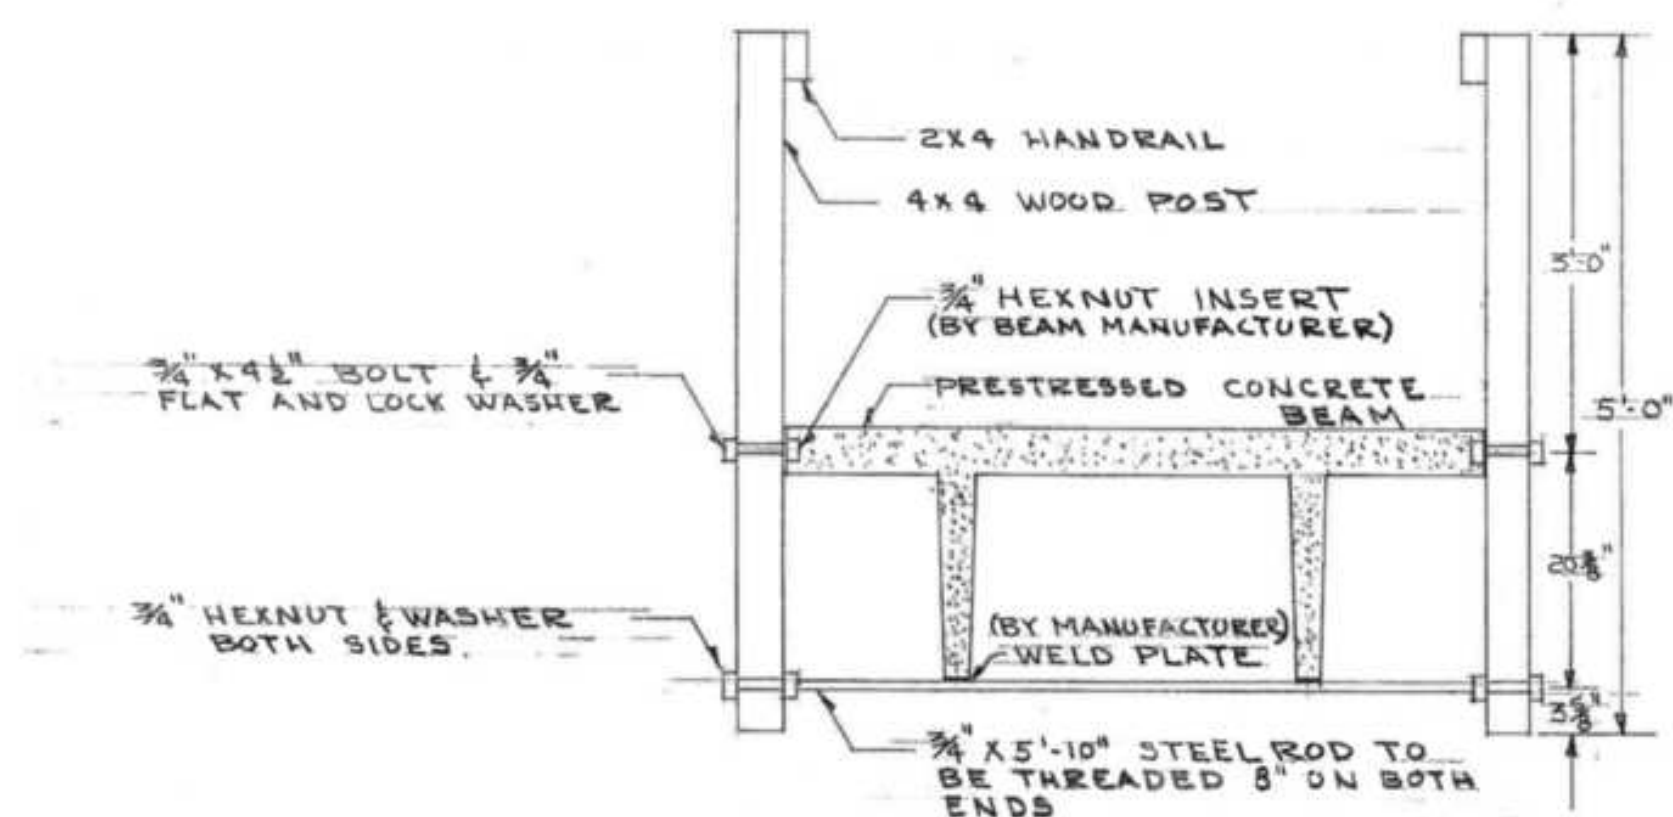 2X4 HANDRAIL
4X4 WOOD POST
3/4" HEXNUT INSERT
(BY BEAM MANUFACTURER)
3/4" X 4 1/2" BOLT & 3/4"
FLAT AND LOCK WASHER
PRESTRESSED CONCRETE
BEAM
3/4" HEXNUT & WASHER
BOTH SIDES.
(BY MANUFACTURER)
WELD PLATE
3/4" X 5'-10" STEEL ROD TO
BE THREADED 8" ON BOTH
ENDS
3'-0"
5'-0"
20 3/8"
3 5/8"